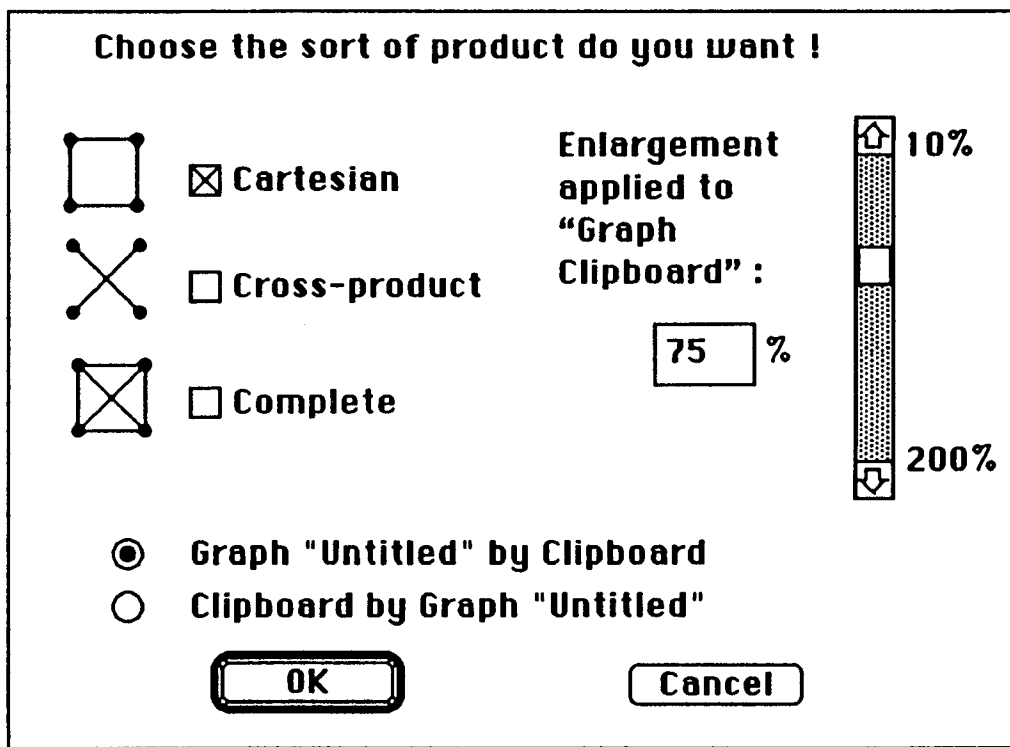 Choose the sort of product do you want !
Cartesian
Cross-product
Complete
Enlargement
applied to
“Graph
Clipboard” :
75 %
10%
200%
Graph "Untitled" by Clipboard
Clipboard by Graph "Untitled"
OK
Cancel